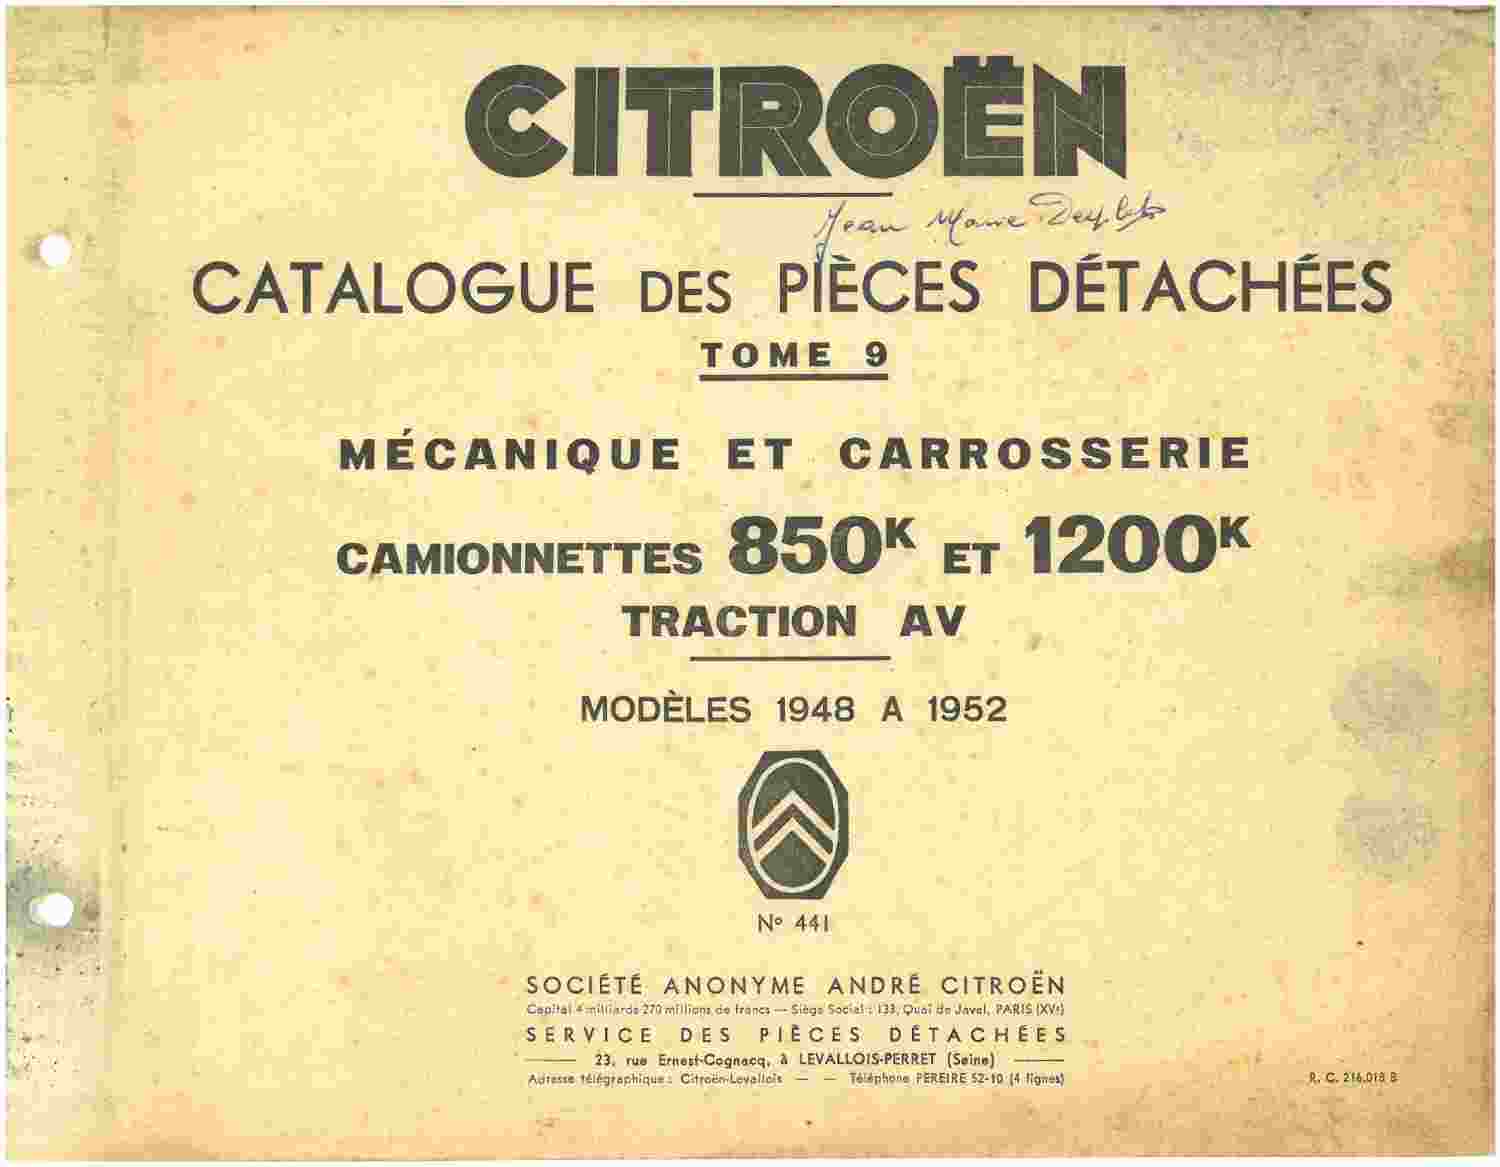 CITROËN
Jean Marie
CATALOGUE DES PIÈCES DÉTACHÉES
TOME 9
MÉCANIQUE ET CARROSSERIE
CAMIONNETTES 850K ET 1200K
TRACTION AV
MODÈLES 1948 A 1952
No 441
SOCIÉTÉ ANONYME ANDRÉ CITROËN
Capital 4 milliards 270 millions de francs — Siège Social : 133, Quai de Javel, PARIS (XVe)
SERVICE DES PIÈCES DÉTACHÉES
23, rue Ernest-Cognacq, à LEVALLOIS-PERRET (Seine)
Adresse télégraphique : Citroën-Levallois — — Téléphone PEREIRE 52-10 (4 lignes)
R. C. 216.018 B